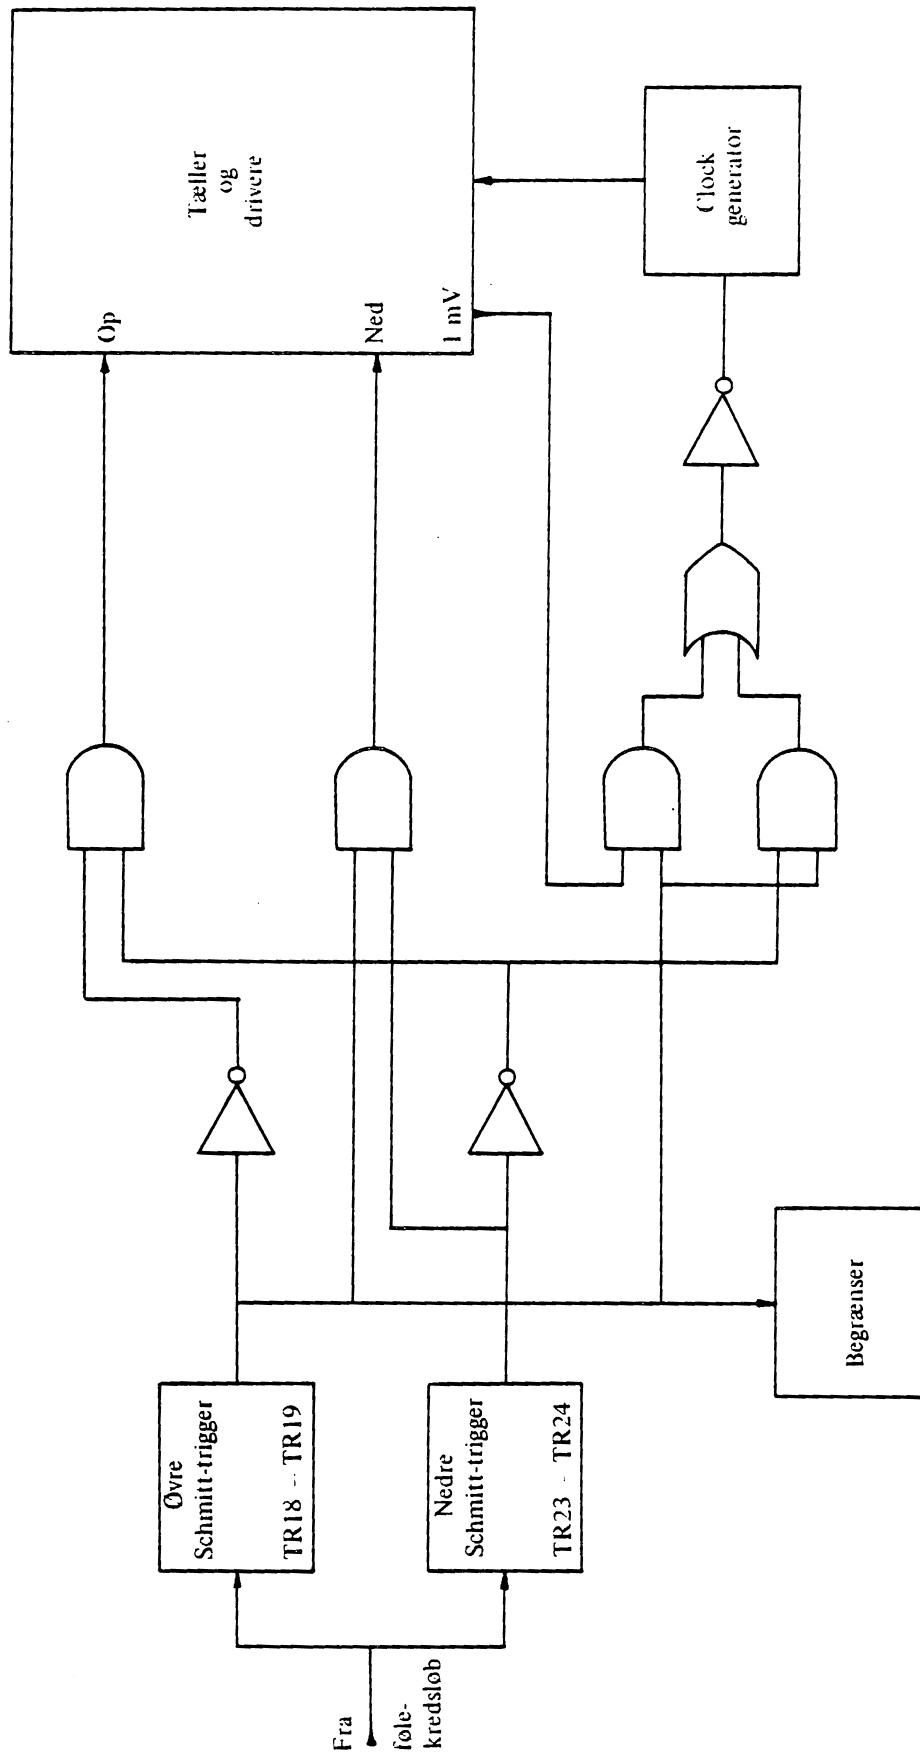 Fra
føle-
kredsløb
Øvre
Schmitt-trigger
TR18 - TR19
Nedre
Schmitt-trigger
TR23 - TR24
Begrænser
Op
Ned
1 mV
Tæller
og
drivere
Clock
generator